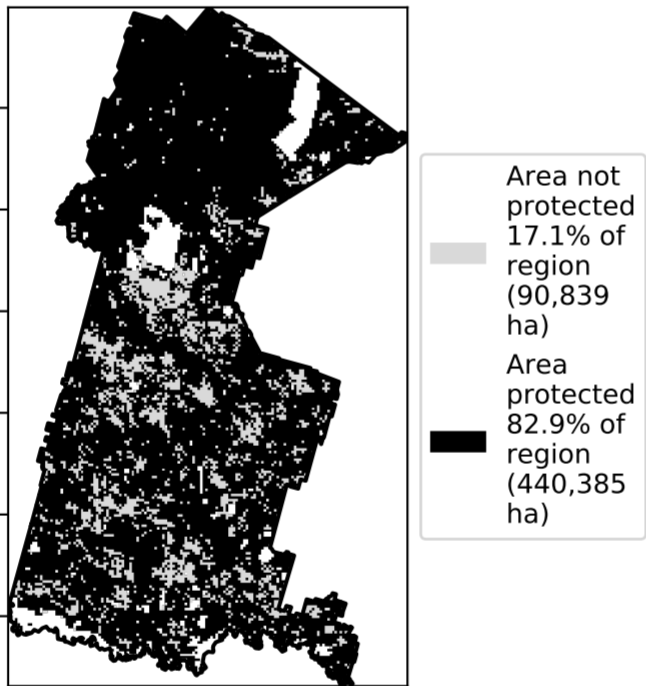 Area not
protected
17.1% of
region
(90,839
ha)
Area
protected
82.9% of
region
(440,385
ha)